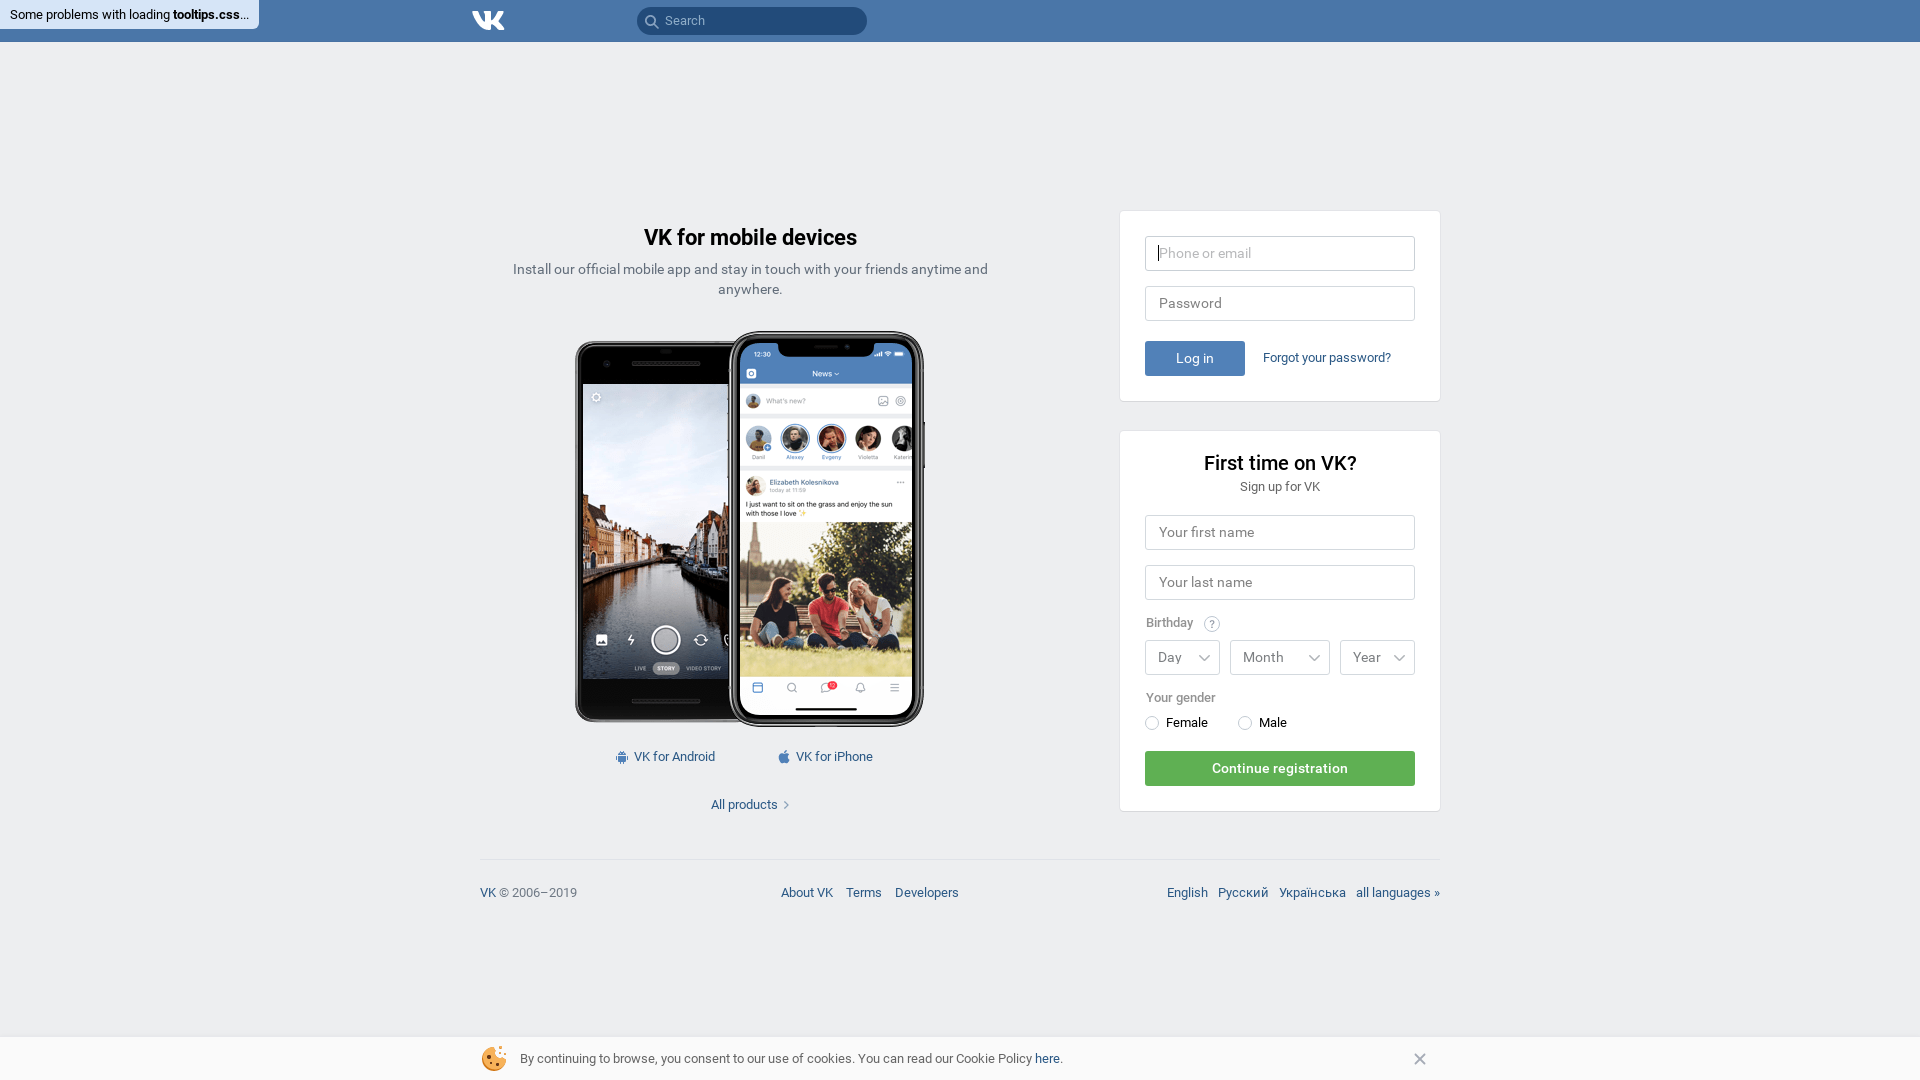 Some problems with loading tooltips.css...
Search
VK for mobile devices
Install our official mobile app and stay in touch with your friends anytime and
anywhere.
12:30
News
What's new?
Danil Alexey Evgeny Violetta Katerin
Elizabeth Kolesnikova
today at 11:59
I just want to sit on the grass and enjoy the sun
with those I love ✨
LIVE STORY VIDEO STORY
VK for Android VK for iPhone
All products
Phone or email
Password
Log in Forgot your password?
First time on VK?
Sign up for VK
Your first name
Your last name
Birthday ?
Day Month Year
Your gender
Female Male
Continue registration
VK © 2006–2019 About VK Terms Developers English Русский Українська all languages »
By continuing to browse, you consent to our use of cookies. You can read our Cookie Policy here.